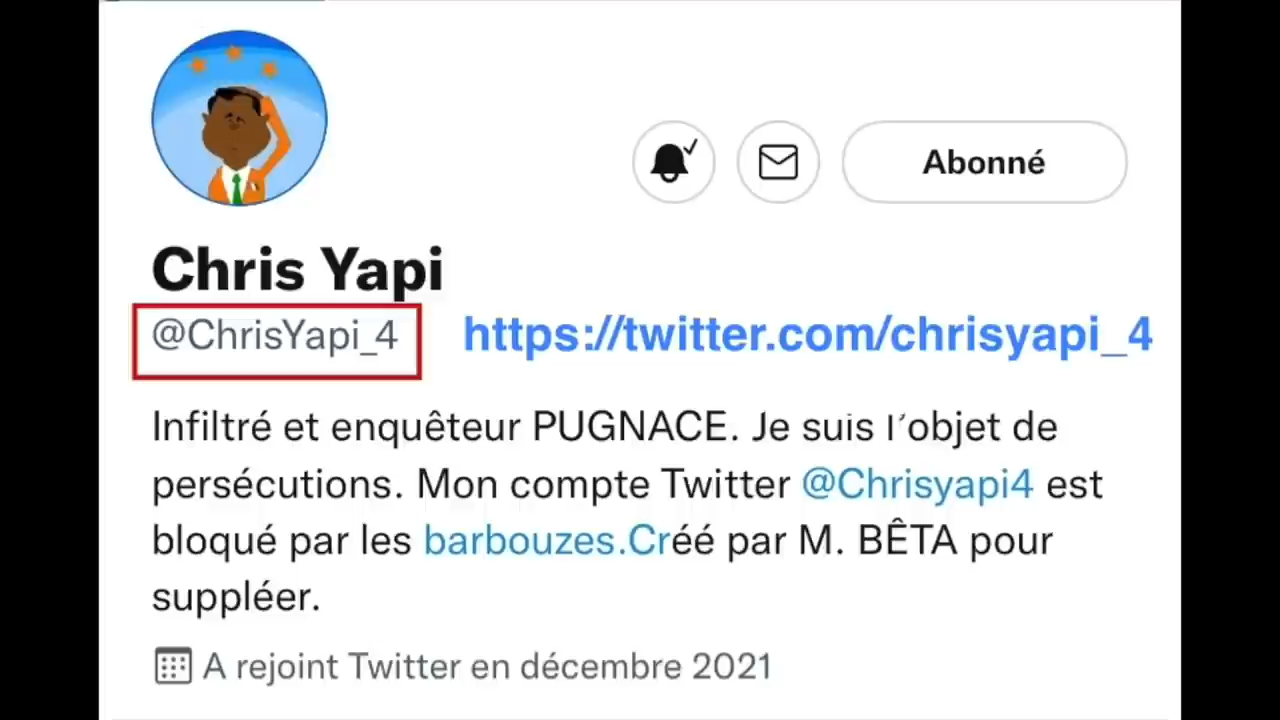 Abonné
Chris Yapi
@ChrisYapi_4 https://twitter.com/chrisyapi_4
Infiltré et enquêteur PUGNACE. Je suis l'objet de
persécutions. Mon compte Twitter @Chrisyapi4 est
bloqué par les barbouzes.Créé par M. BÊTA pour
suppléer.
A rejoint Twitter en décembre 2021